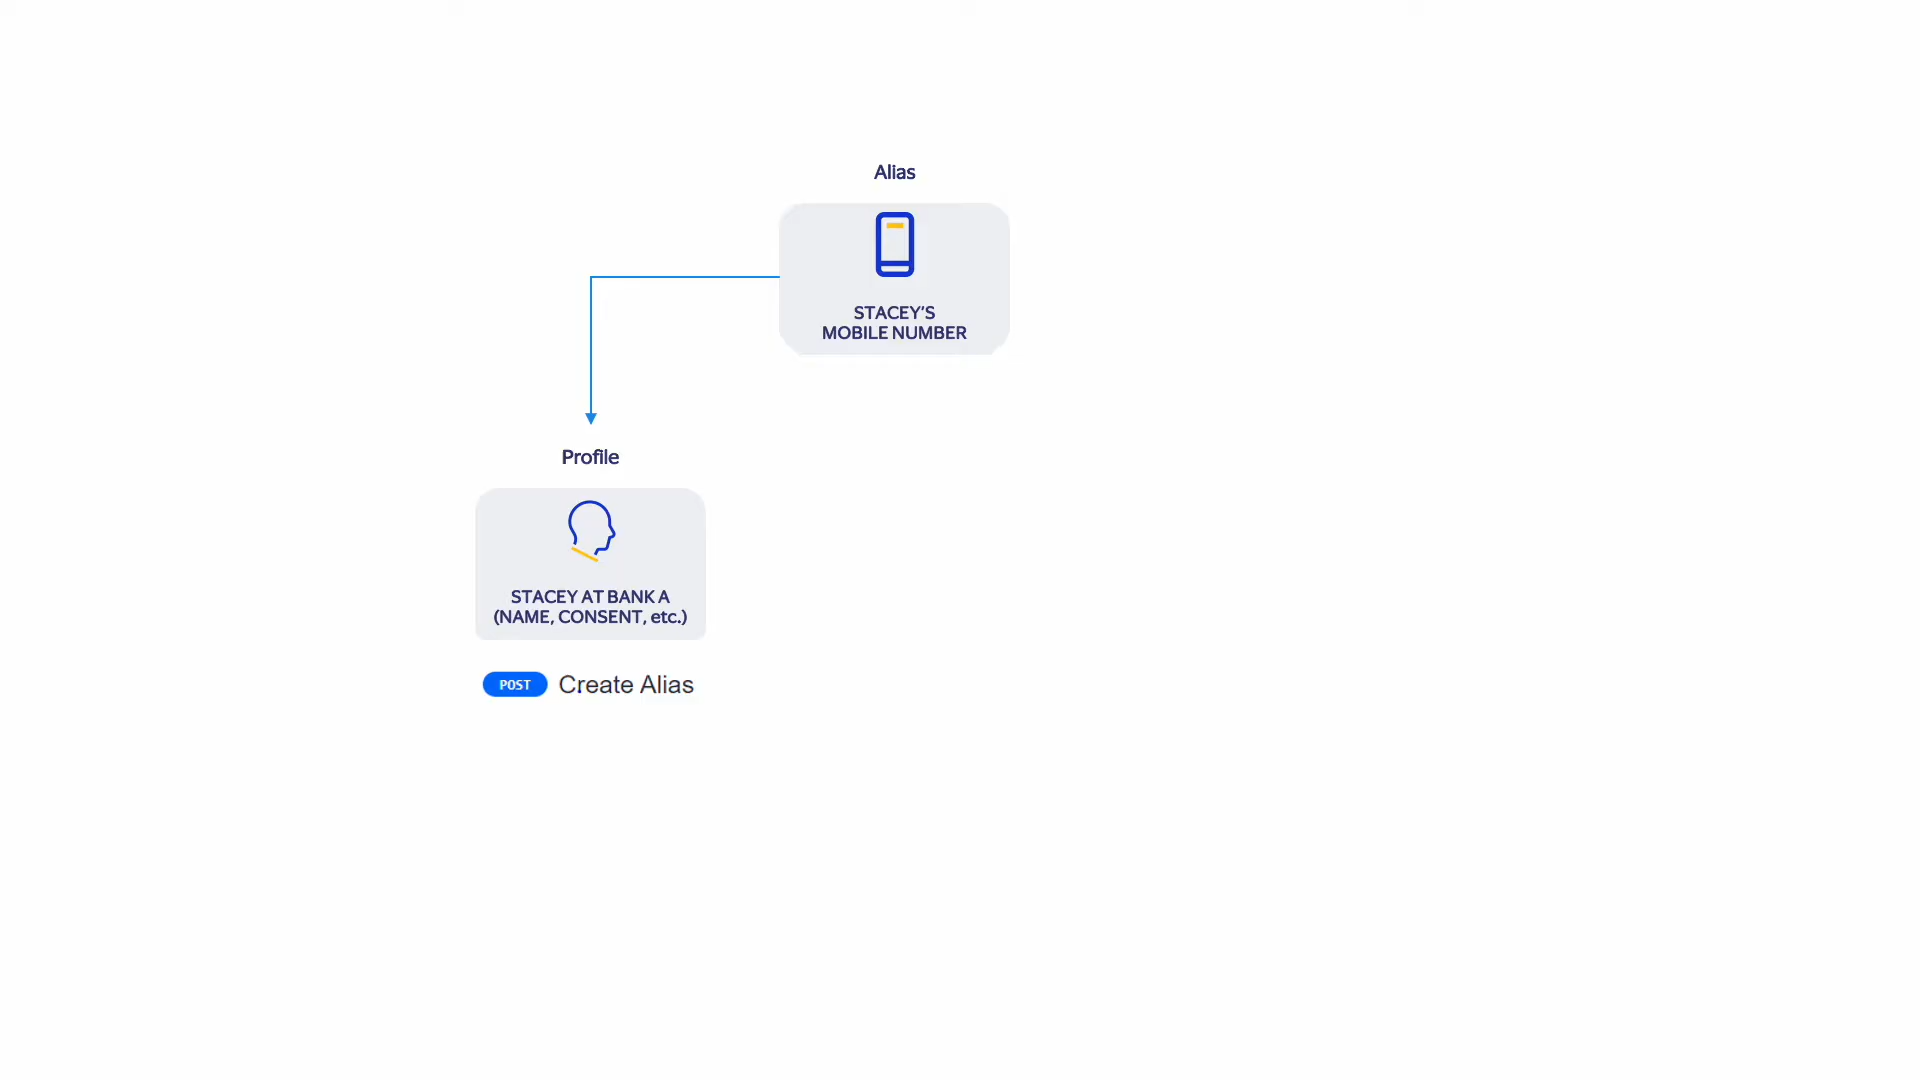 Alias
STACEY'S
MOBILE NUMBER
Profile
STACEY AT BANK A
(NAME, CONSENT, etc.)
POST Create Alias